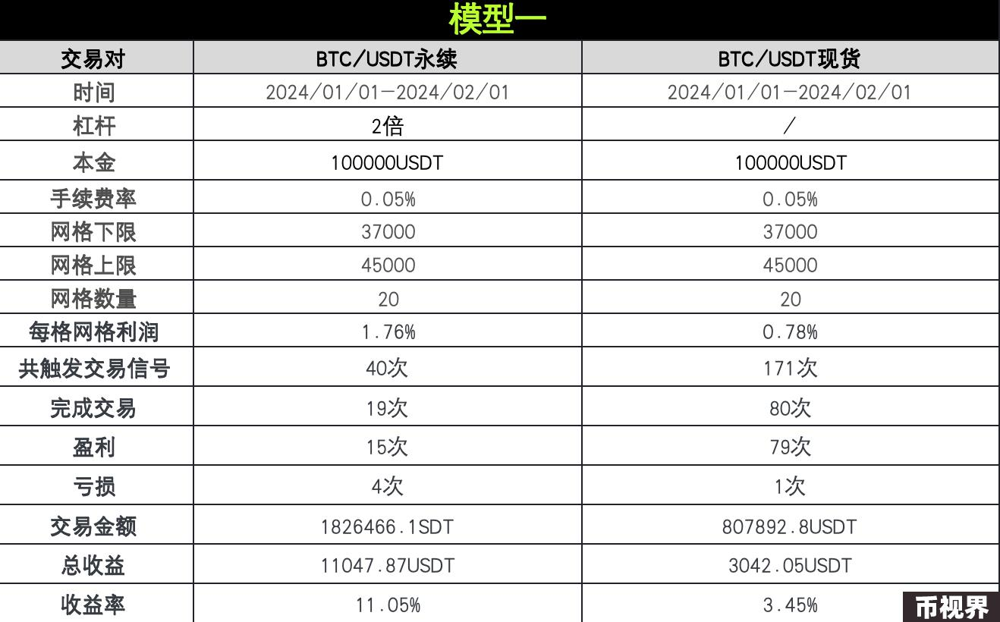 模型一
交易对 BTC/USDT永续 BTC/USDT现货
时间 2024/01/01-2024/02/01 2024/01/01-2024/02/01
杠杆 2倍 /
本金 100000USDT 100000USDT
手续费率 0.05% 0.05%
网格下限 37000 37000
网格上限 45000 45000
网格数量 20 20
每格网格利润 1.76% 0.78%
共触发交易信号 40次 171次
完成交易 19次 80次
盈利 15次 79次
亏损 4次 1次
交易金额 1826466.1SDT 807892.8USDT
总收益 11047.87USDT 3042.05USDT
收益率 11.05% 3.45%
币视界